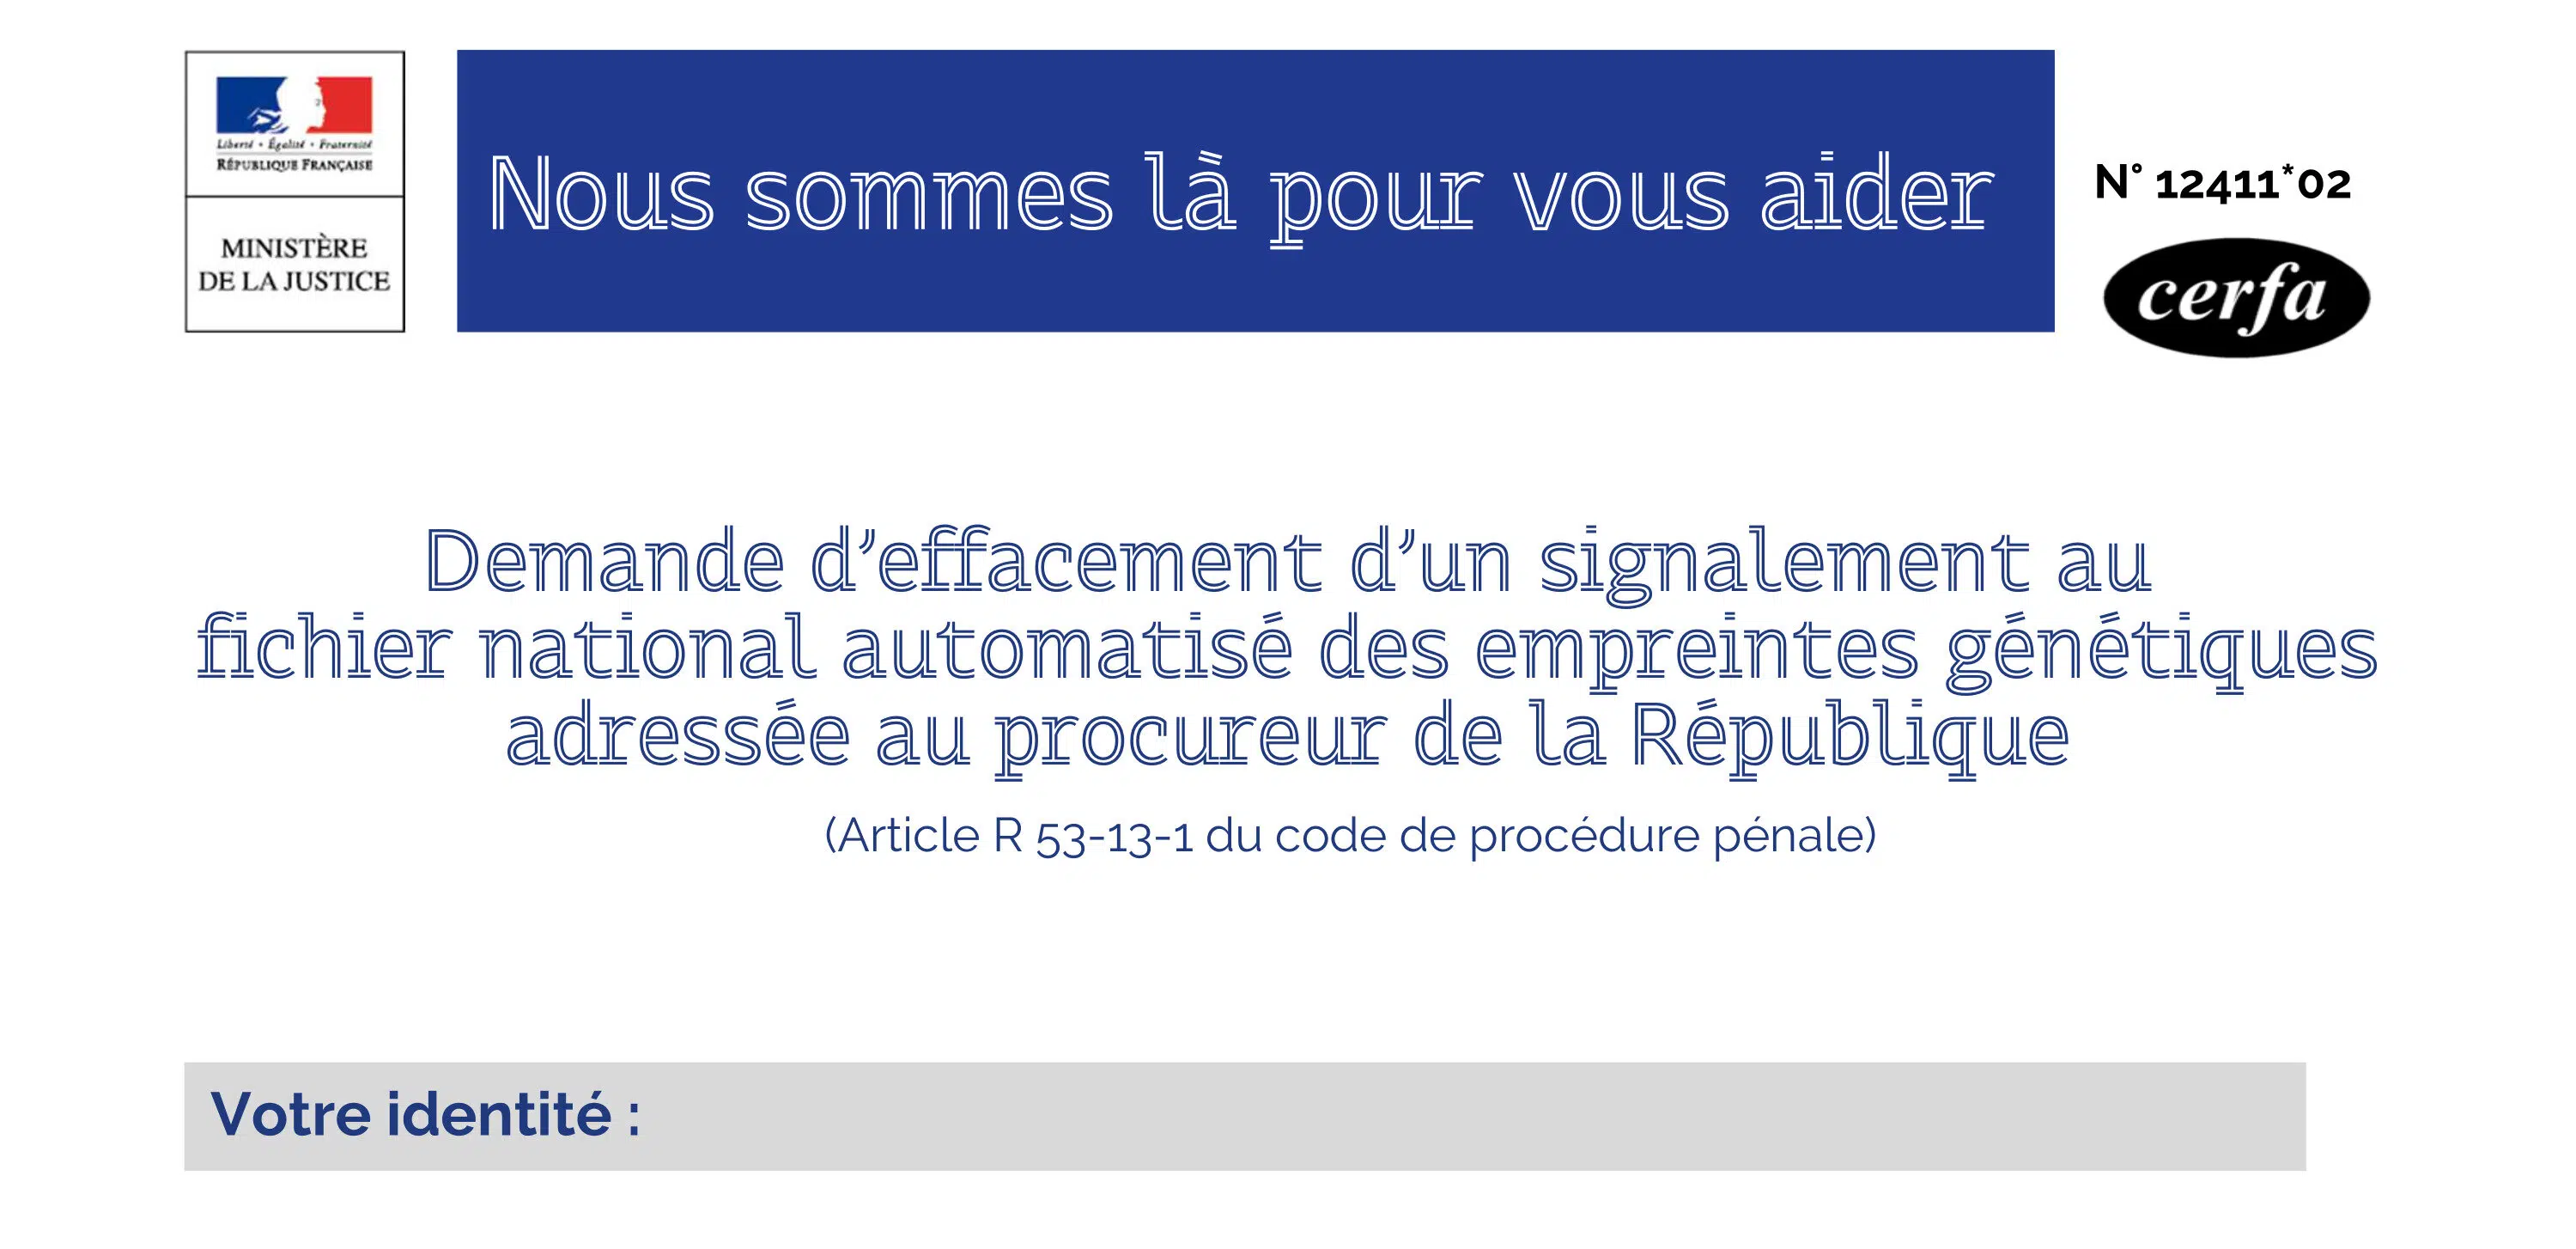 Liberté • Égalité • Fraternité
RÉPUBLIQUE FRANÇAISE
MINISTÈRE
DE LA JUSTICE
Nous sommes là pour vous aider
N° 12411*02
cerfa
Demande d’effacement d’un signalement au
fichier national automatisé des empreintes génétiques
adressée au procureur de la République
(Article R 53-13-1 du code de procédure pénale)
Votre identité :